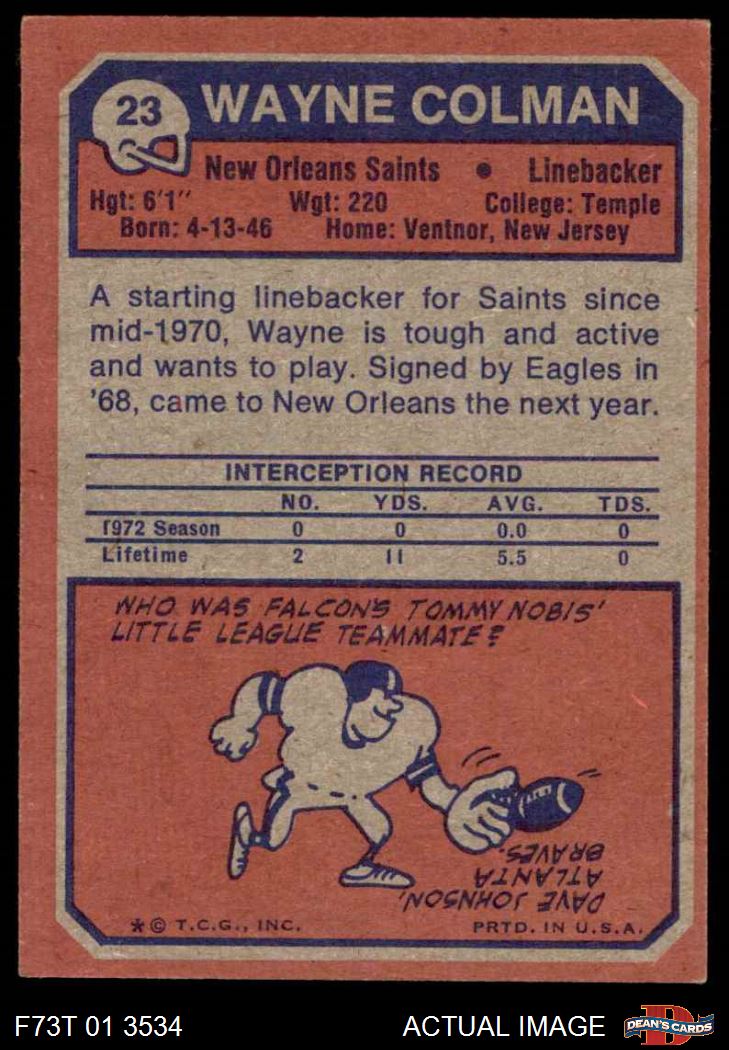 23 WAYNE COLMAN
New Orleans Saints • Linebacker
Hgt: 6'1" Wgt: 220 College: Temple
Born: 4-13-46 Home: Ventnor, New Jersey
A starting linebacker for Saints since
mid-1970, Wayne is tough and active
and wants to play. Signed by Eagles in
'68, came to New Orleans the next year.
INTERCEPTION RECORD
NO. YDS. AVG. TDS.
1972 Season 0 0 0.0 0
Lifetime 2 11 5.5 0
WHO WAS FALCON'S TOMMY NOBIS'
LITTLE LEAGUE TEAMMATE?
DAVE JOHNSON,
ATLANTA
BRAVES.
*© T.C.G., INC. PRTD. IN U.S.A.
F73T 01 3534 ACTUAL IMAGE D DEAN'S CARDS